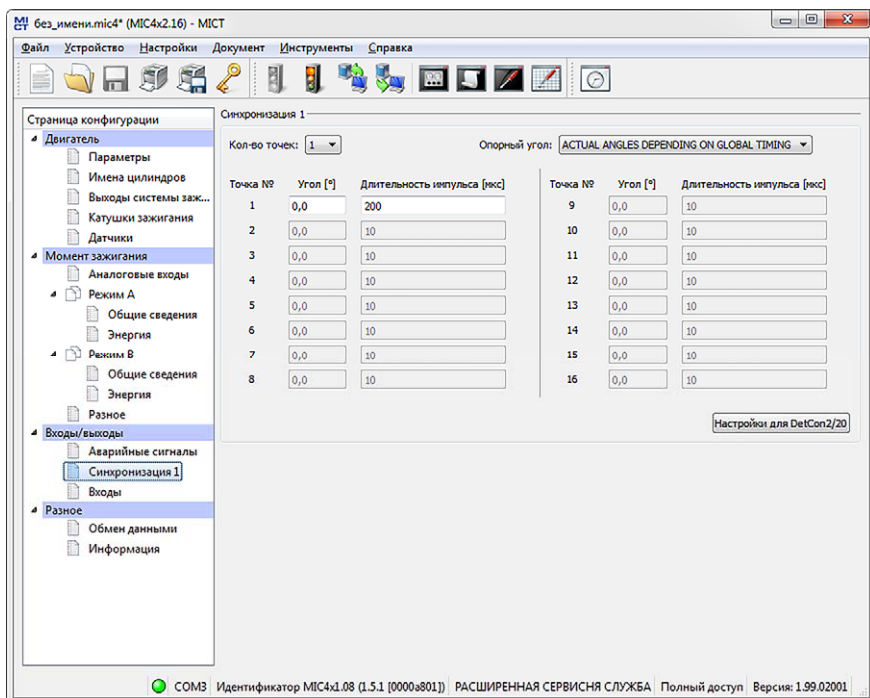 MICT без_имени.mic4* (MIC4x2.16) - MICT
Файл Устройство Настройки Документ Инструменты Справка
Страница конфигурации
Двигатель
Параметры
Имена цилиндров
Выходы системы заж...
Катушки зажигания
Датчики
Момент зажигания
Аналоговые входы
Режим A
Общие сведения
Энергия
Режим B
Общие сведения
Энергия
Разное
Входы/выходы
Аварийные сигналы
Синхронизация 1
Входы
Разное
Обмен данными
Информация
Синхронизация 1
Кол-во точек: 1 Опорный угол: ACTUAL ANGLES DEPENDING ON GLOBAL TIMING
Точка № Угол [°] Длительность импульса [мкс] Точка № Угол [°] Длительность импульса [мкс]
1 0,0 200 9 0,0 10
2 0,0 10 10 0,0 10
3 0,0 10 11 0,0 10
4 0,0 10 12 0,0 10
5 0,0 10 13 0,0 10
6 0,0 10 14 0,0 10
7 0,0 10 15 0,0 10
8 0,0 10 16 0,0 10
Настройки для DetCon2/20
COM3 Идентификатор MIC4x1.08 (1.5.1 [0000a801]) РАСШИРЕННАЯ СЕРВИСНЯ СЛУЖБА Полный доступ Версия: 1.99.02001